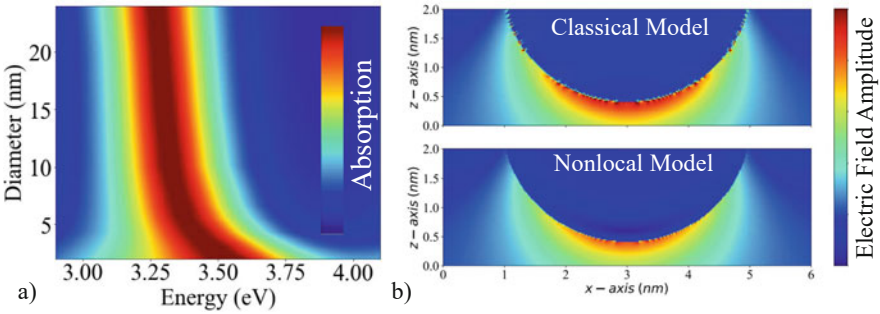 20
15
10
5
Diameter (nm)
Absorption
3.00 3.25 3.50 3.75 4.00
Energy (eV)
a)
2.0
1.5
1.0
0.5
0.0
z − axis (nm)
Classical Model
2.0
1.5
1.0
0.5
0.0
z − axis (nm)
Nonlocal Model
0 1 2 3 4 5 6
x − axis (nm)
b)
Electric Field Amplitude